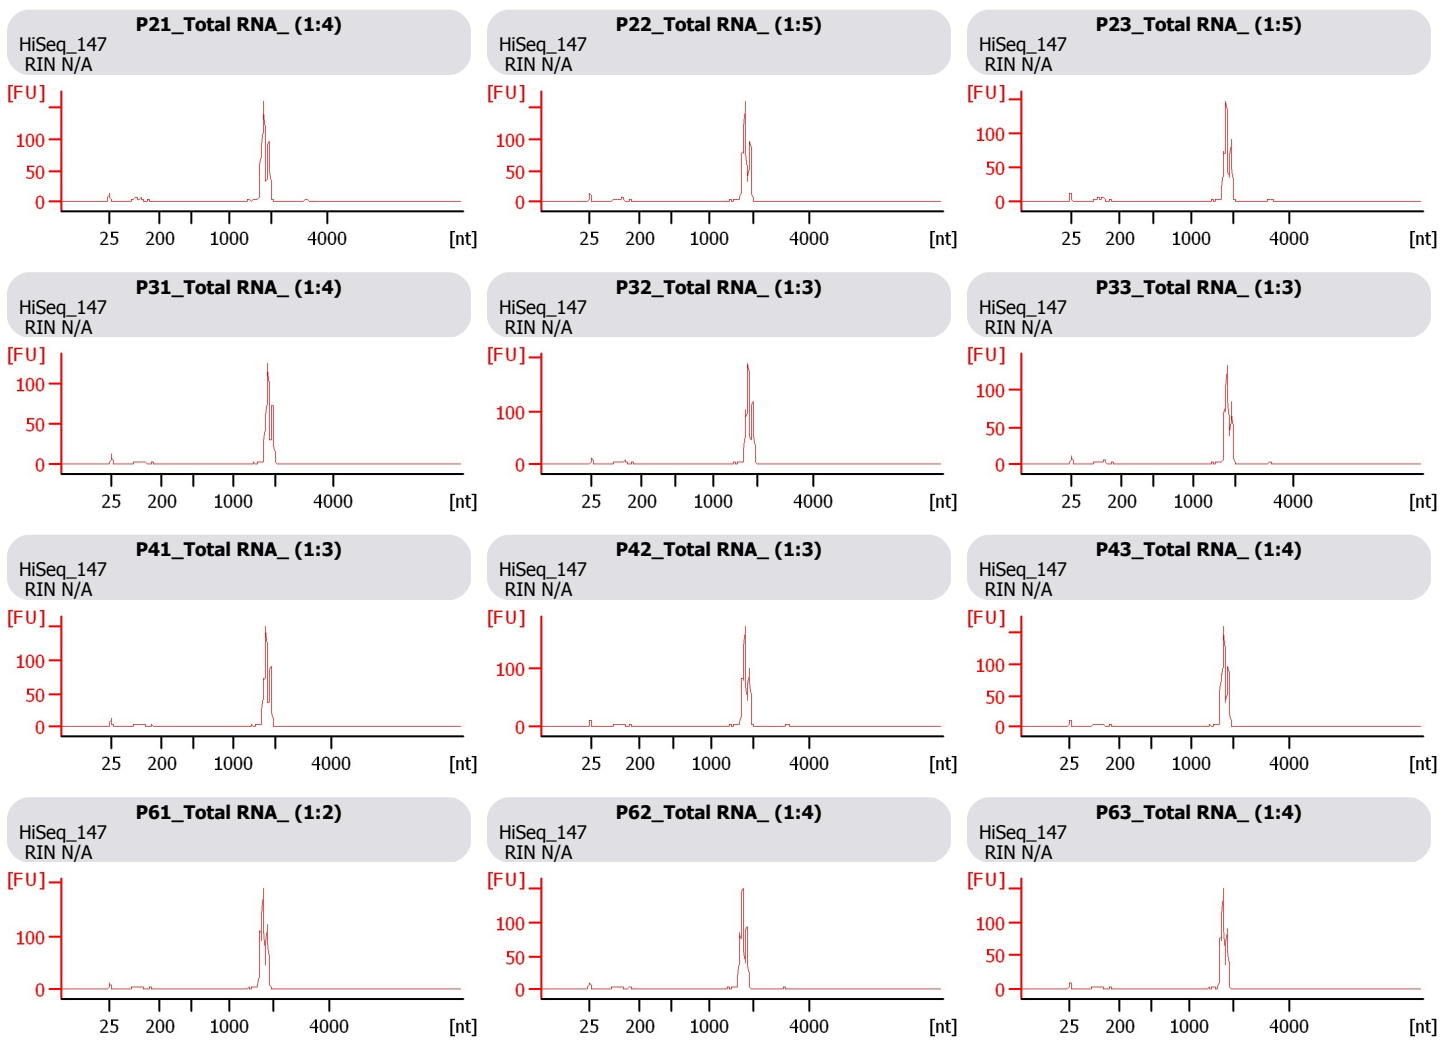 P21_Total RNA_ (1:4)
HiSeq_147
RIN N/A
[FU]
100
50
0
25 200 1000 4000 [nt]
P22_Total RNA_ (1:5)
HiSeq_147
RIN N/A
[FU]
100
50
0
25 200 1000 4000 [nt]
P23_Total RNA_ (1:5)
HiSeq_147
RIN N/A
[FU]
100
50
0
25 200 1000 4000 [nt]
P31_Total RNA_ (1:4)
HiSeq_147
RIN N/A
[FU]
100
50
0
25 200 1000 4000 [nt]
P32_Total RNA_ (1:3)
HiSeq_147
RIN N/A
[FU]
100
0
25 200 1000 4000 [nt]
P33_Total RNA_ (1:3)
HiSeq_147
RIN N/A
[FU]
100
50
0
25 200 1000 4000 [nt]
P41_Total RNA_ (1:3)
HiSeq_147
RIN N/A
[FU]
100
50
0
25 200 1000 4000 [nt]
P42_Total RNA_ (1:3)
HiSeq_147
RIN N/A
[FU]
100
0
25 200 1000 4000 [nt]
P43_Total RNA_ (1:4)
HiSeq_147
RIN N/A
[FU]
100
50
0
25 200 1000 4000 [nt]
P61_Total RNA_ (1:2)
HiSeq_147
RIN N/A
[FU]
100
0
25 200 1000 4000 [nt]
P62_Total RNA_ (1:4)
HiSeq_147
RIN N/A
[FU]
100
50
0
25 200 1000 4000 [nt]
P63_Total RNA_ (1:4)
HiSeq_147
RIN N/A
[FU]
100
50
0
25 200 1000 4000 [nt]